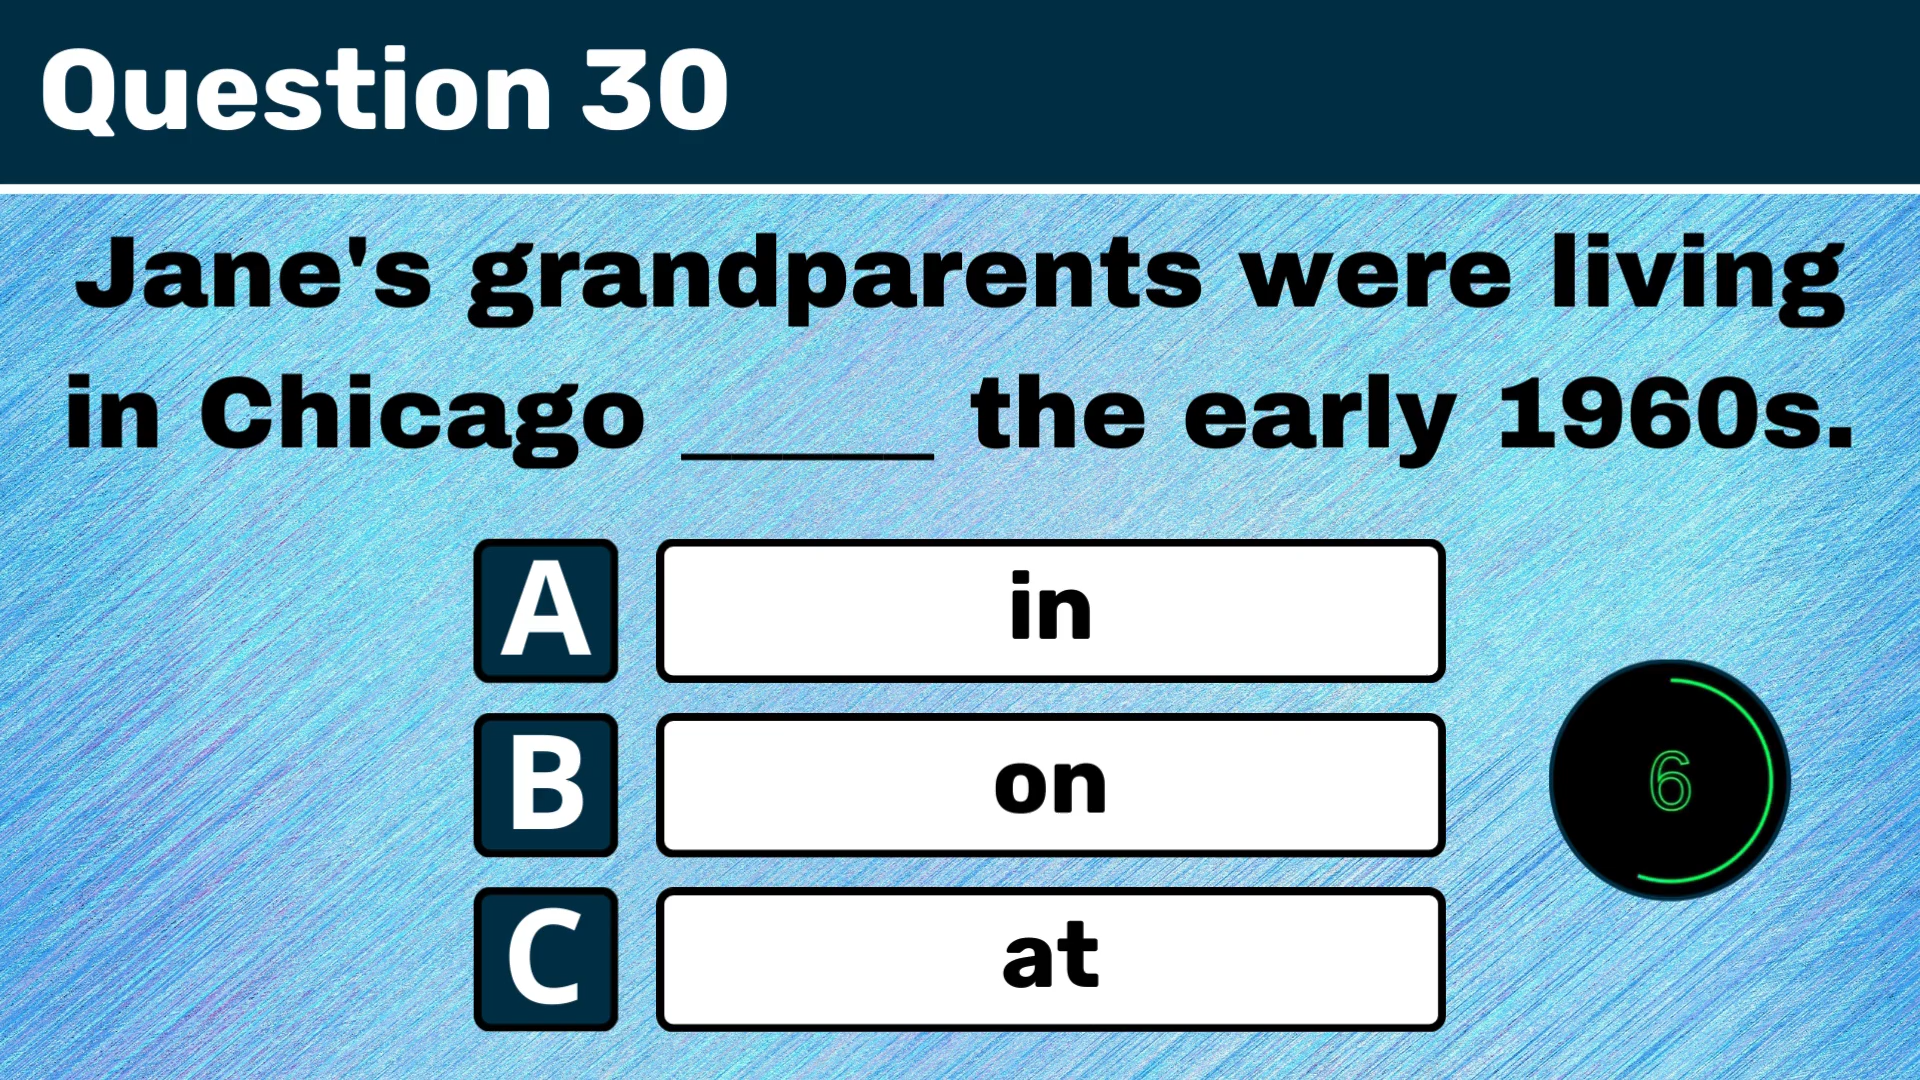 Question 30
Jane's grandparents were living
in Chicago _____ the early 1960s.
A in
B on
6
C at